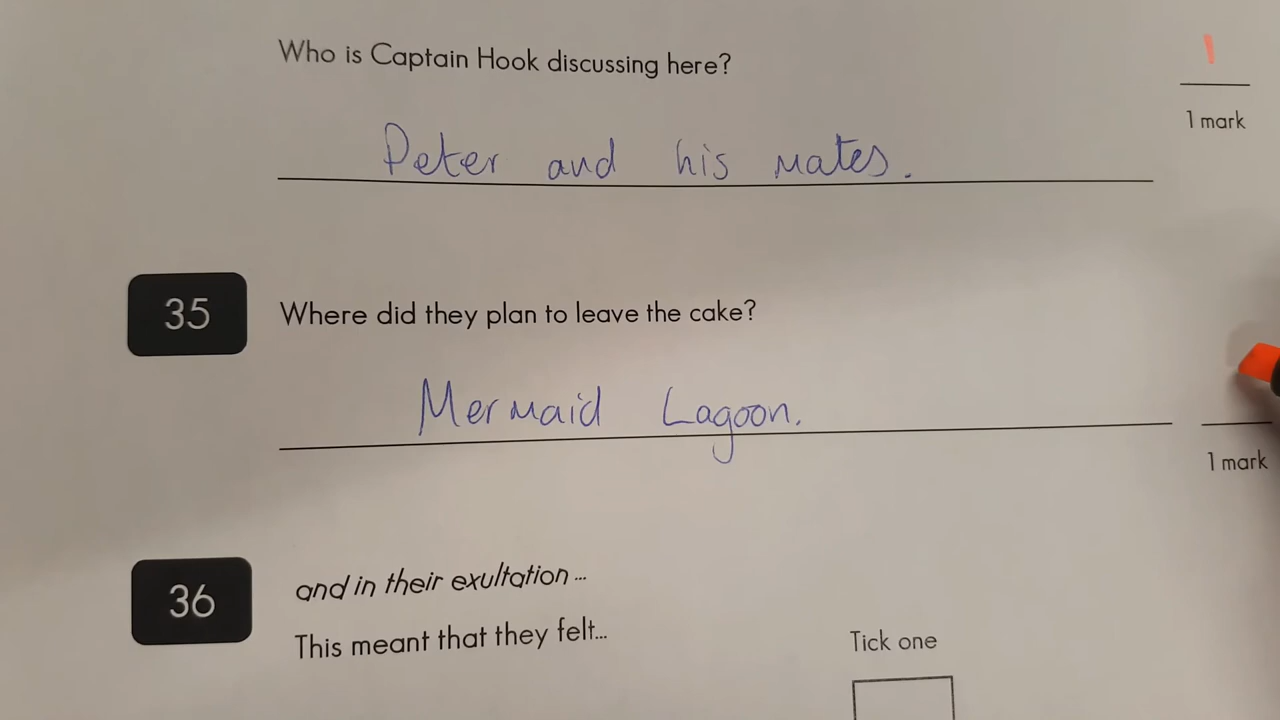 Who is Captain Hook discussing here?
1
1 mark
Peter and his mates.
35
Where did they plan to leave the cake?
Mermaid Lagoon.
1 mark
36
and in their exultation ...
This meant that they felt...
Tick one